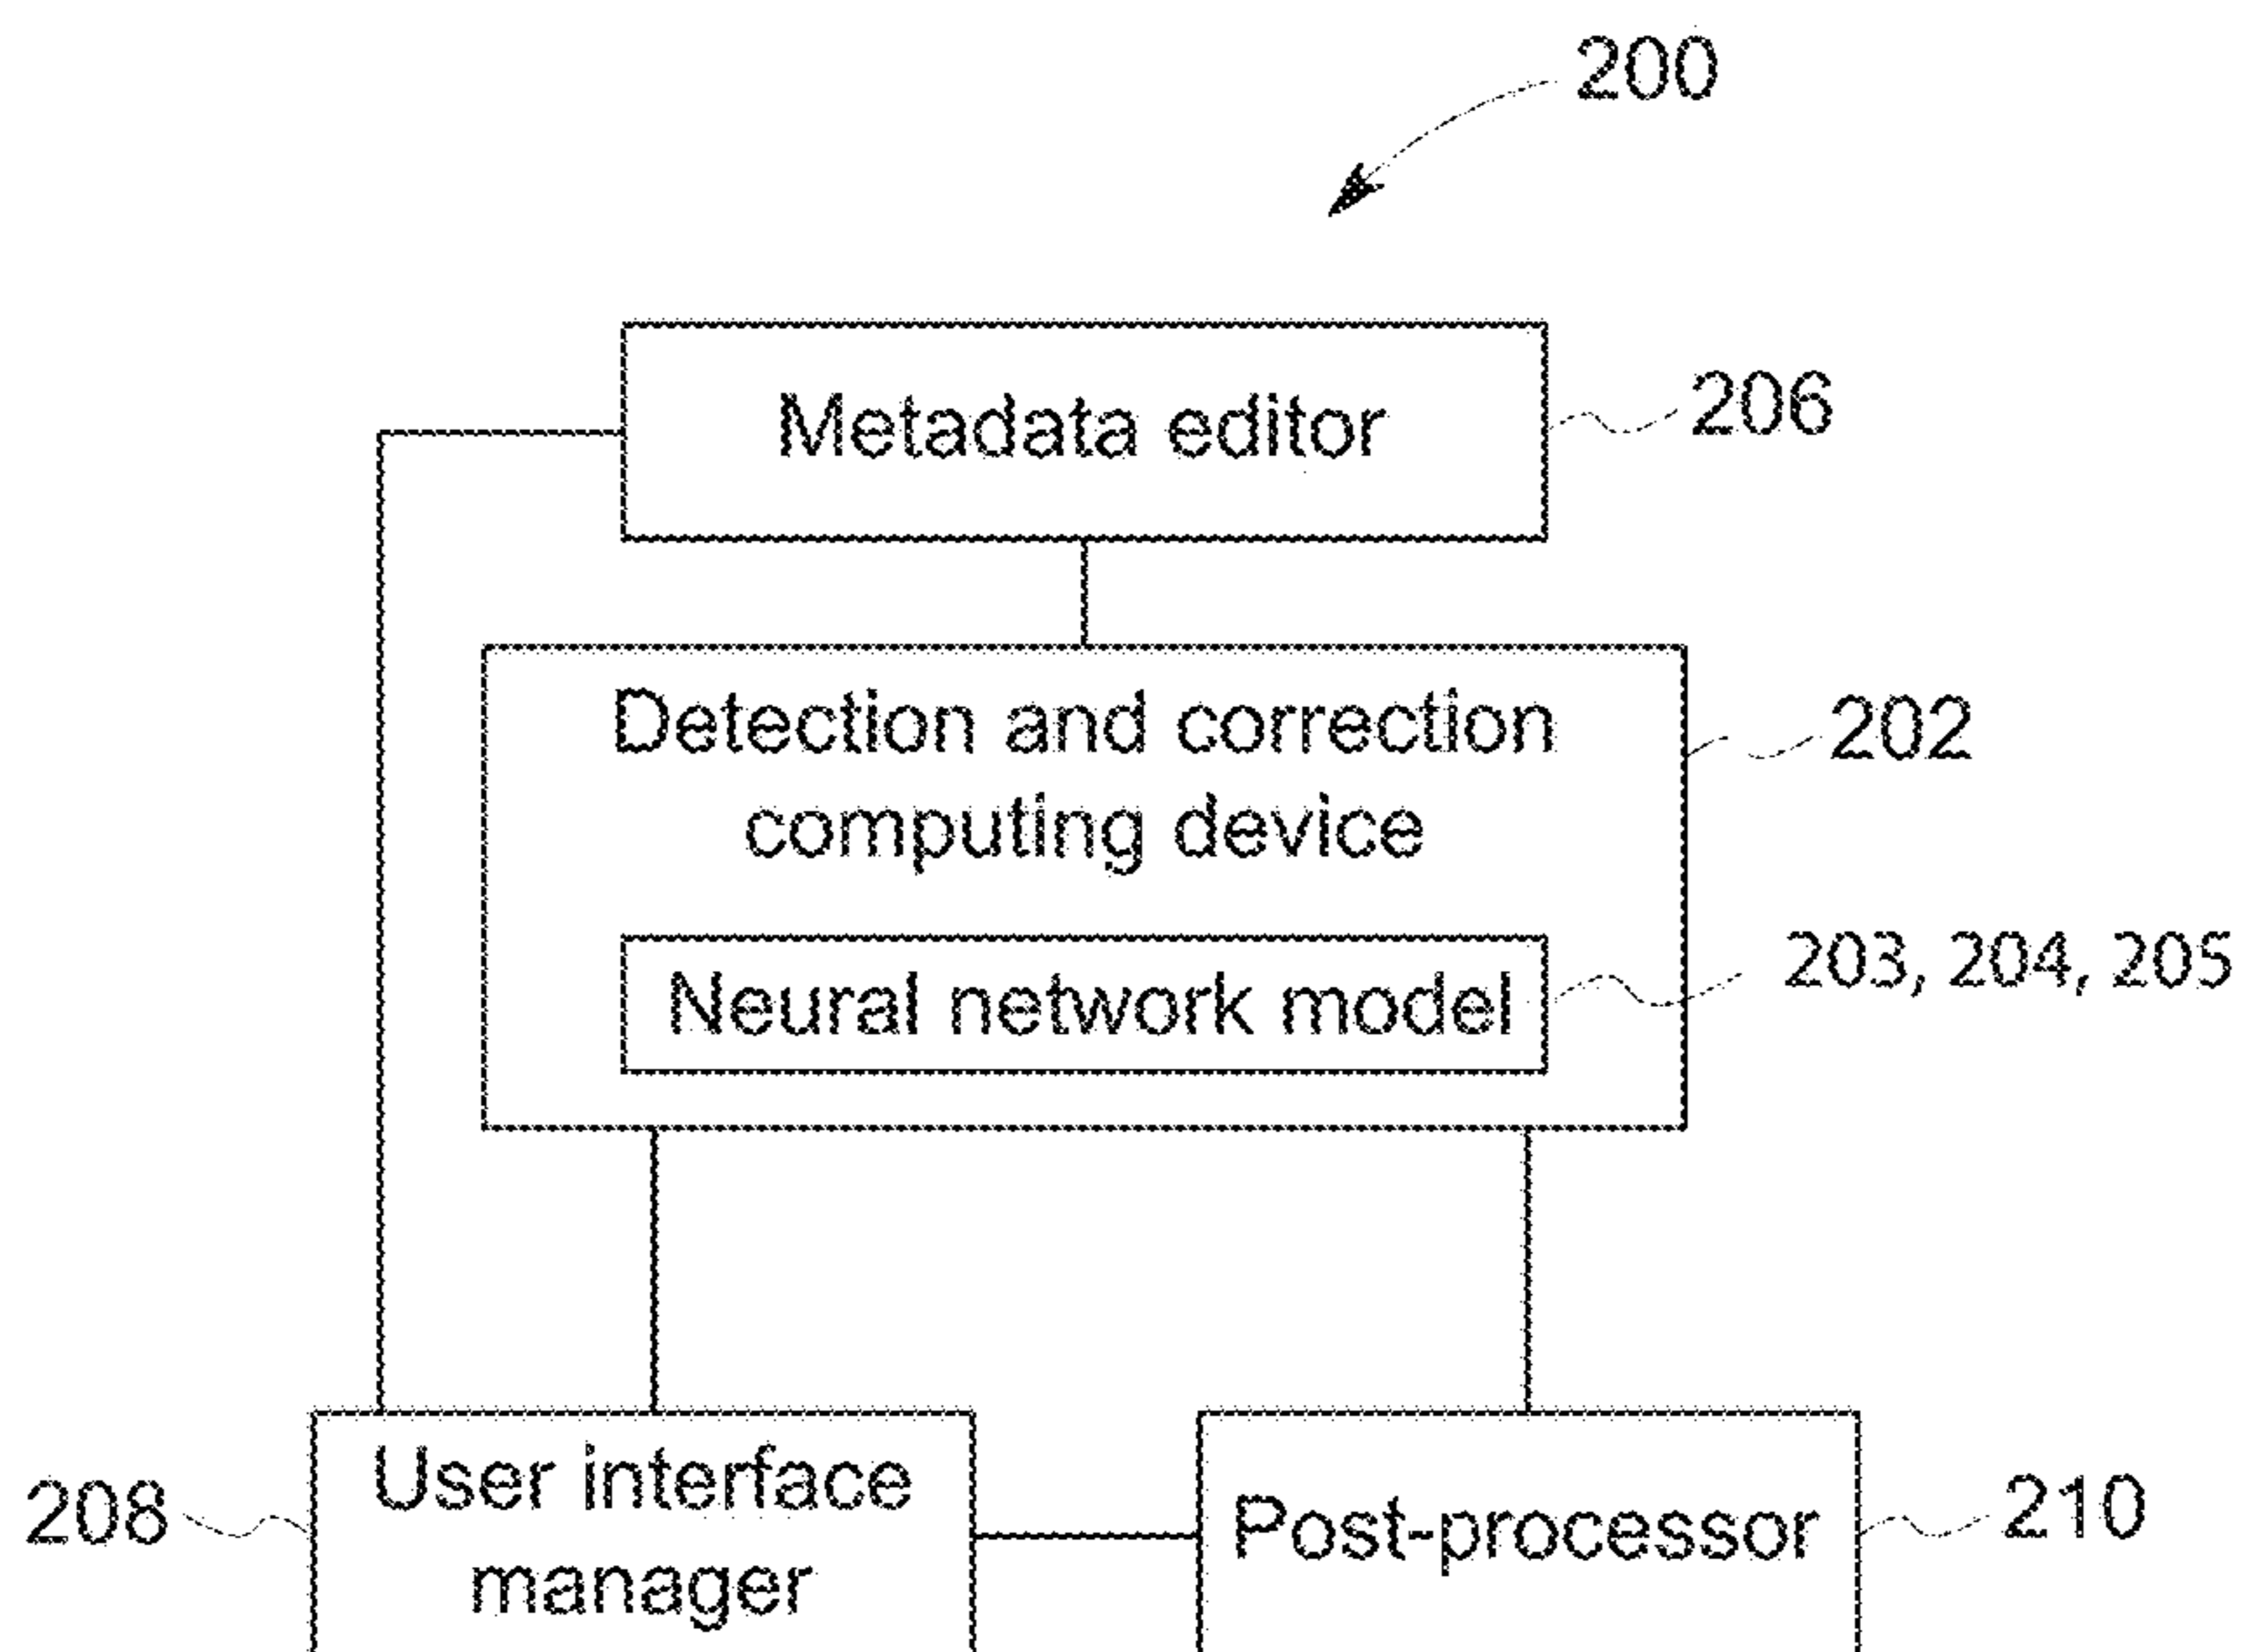 200
Metadata editor
206
Detection and correction
computing device
202
Neural network model
203, 204, 205
User interface
manager
208
Post-processor
210